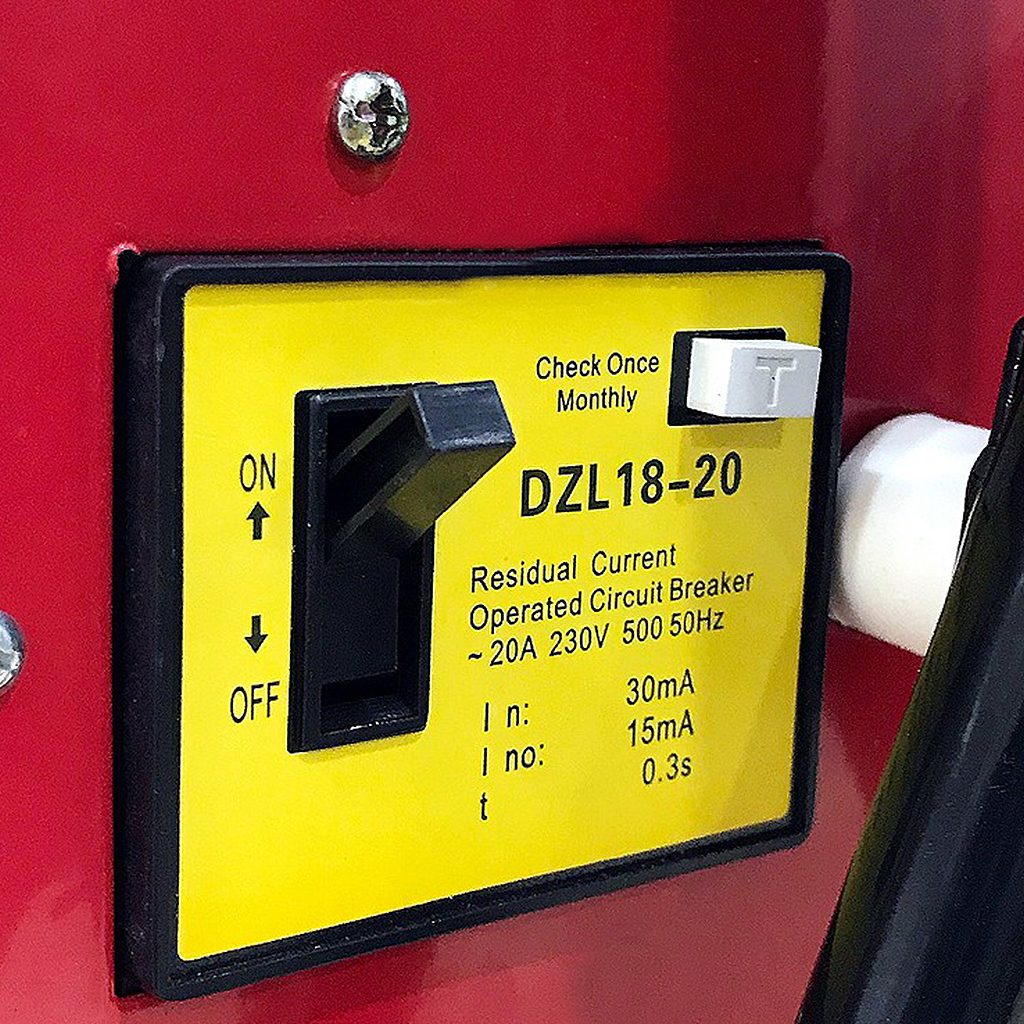 Check Once
Monthly
T
DZL18-20
ON
↑
↓
OFF
Residual Current
Operated Circuit Breaker
~ 20A 230V 500 50Hz
I n: 30mA
I no: 15mA
t 0.3s